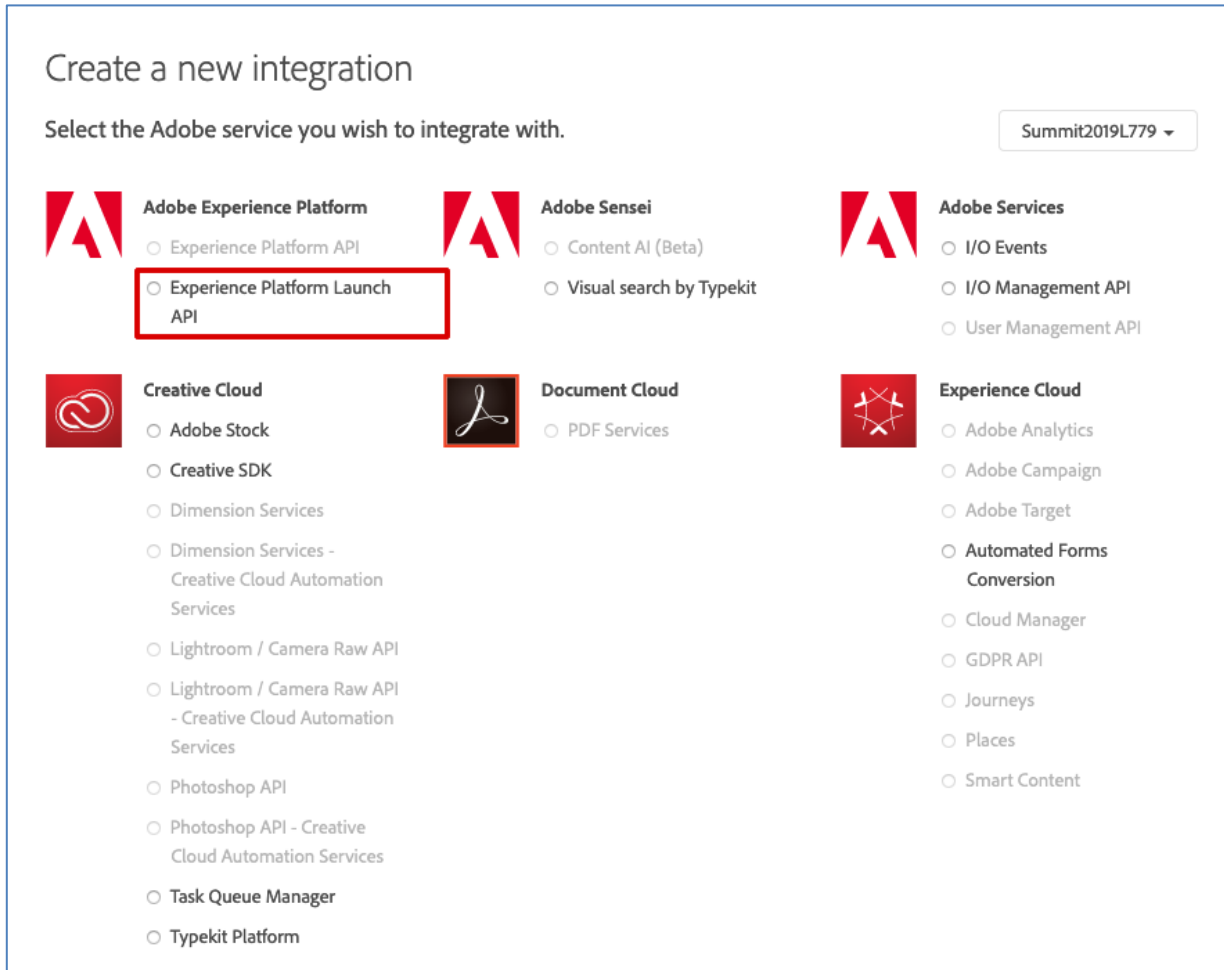 Create a new integration
Select the Adobe service you wish to integrate with.
Summit2019L779
Adobe Experience Platform
Experience Platform API
Experience Platform Launch
API
Adobe Sensei
Content AI (Beta)
Visual search by Typekit
Adobe Services
I/O Events
I/O Management API
User Management API
Creative Cloud
Adobe Stock
Creative SDK
Dimension Services
Dimension Services -
Creative Cloud Automation
Services
Lightroom / Camera Raw API
Lightroom / Camera Raw API
- Creative Cloud Automation
Services
Photoshop API
Photoshop API - Creative
Cloud Automation Services
Task Queue Manager
Typekit Platform
Document Cloud
PDF Services
Experience Cloud
Adobe Analytics
Adobe Campaign
Adobe Target
Automated Forms
Conversion
Cloud Manager
GDPR API
Journeys
Places
Smart Content